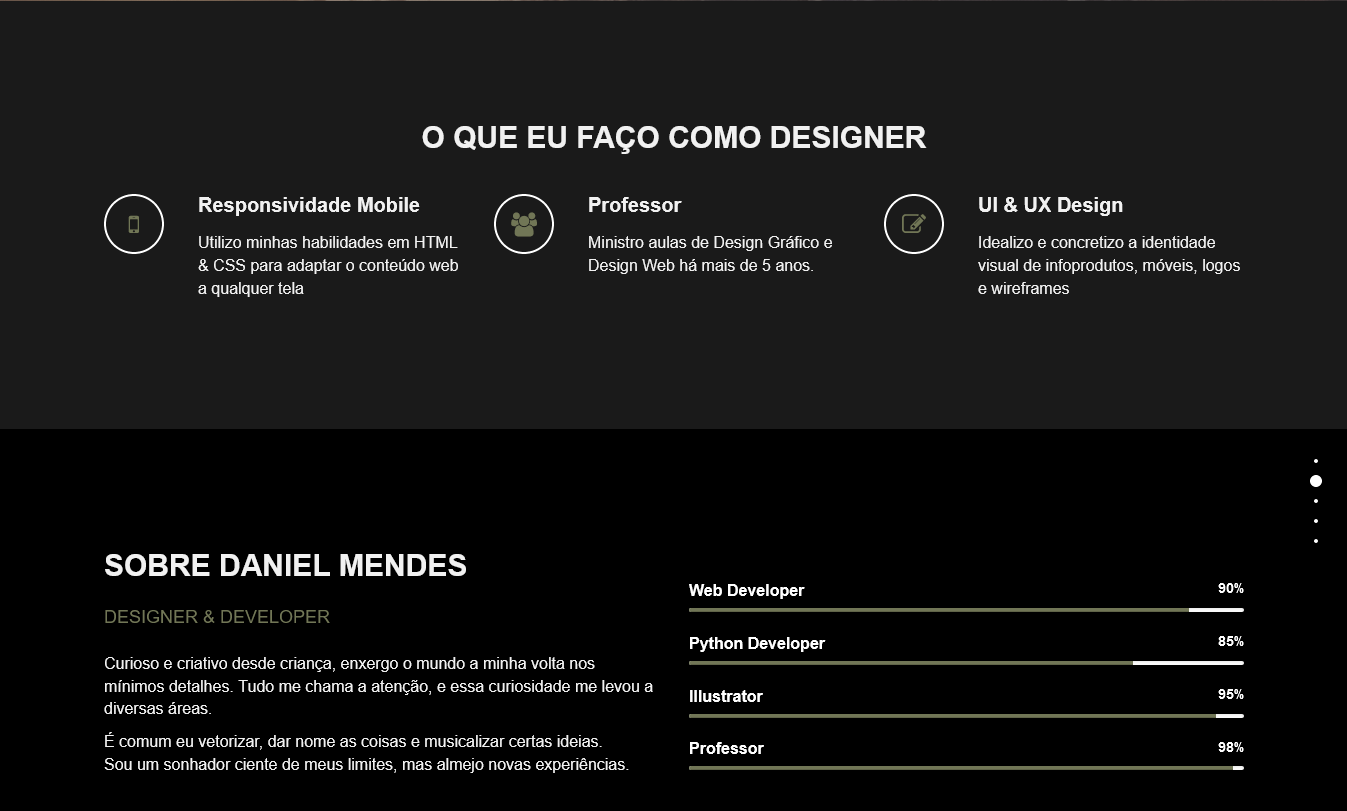 O QUE EU FAÇO COMO DESIGNER
Responsividade Mobile
Utilizo minhas habilidades em HTML
& CSS para adaptar o conteúdo web
a qualquer tela
Professor
Ministro aulas de Design Gráfico e
Design Web há mais de 5 anos.
UI & UX Design
Idealizo e concretizo a identidade
visual de infoprodutos, móveis, logos
e wireframes
SOBRE DANIEL MENDES
DESIGNER & DEVELOPER
Curioso e criativo desde criança, enxergo o mundo a minha volta nos
mínimos detalhes. Tudo me chama a atenção, e essa curiosidade me levou a
diversas áreas.
É comum eu vetorizar, dar nome as coisas e musicalizar certas ideias.
Sou um sonhador ciente de meus limites, mas almejo novas experiências.
Web Developer 90%
Python Developer 85%
Illustrator 95%
Professor 98%